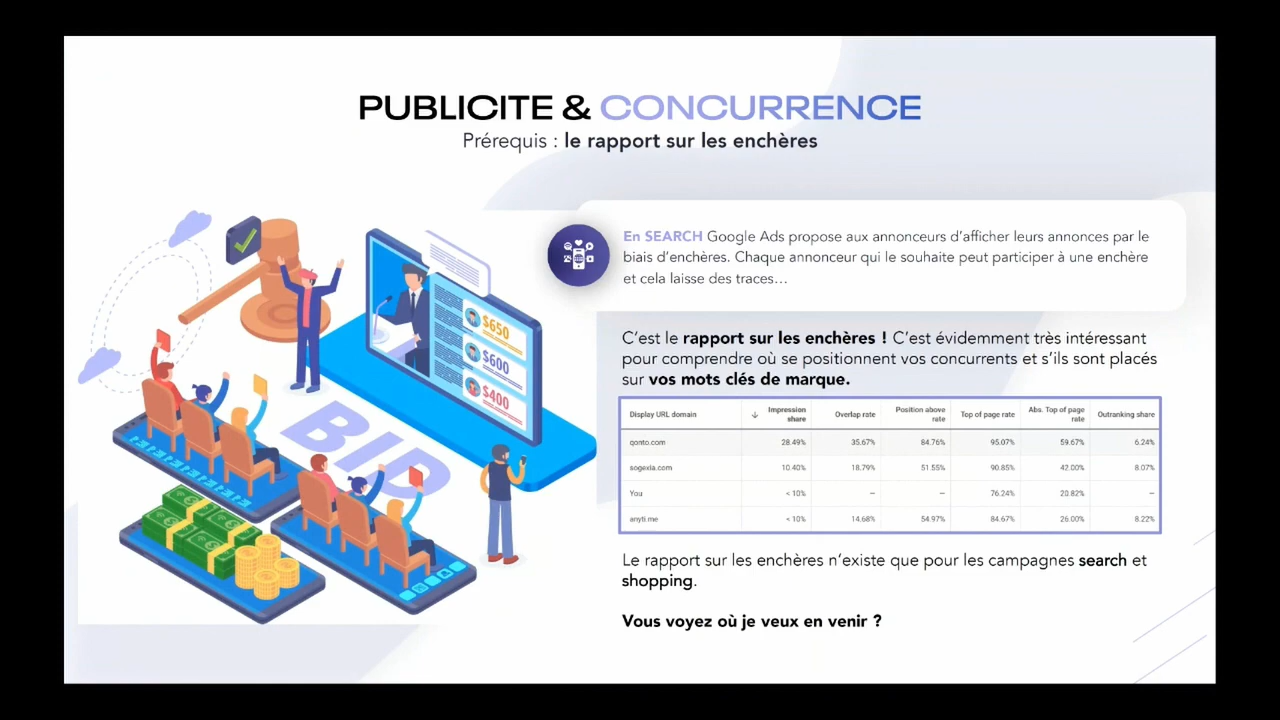 PUBLICITE & CONCURRENCE
Prérequis : le rapport sur les enchères
En SEARCH Google Ads propose aux annonceurs d'afficher leurs annonces par le
biais d'enchères. Chaque annonceur qui le souhaite peut participer à une enchère
et cela laisse des traces...
$650
$600
$400
BID
C'est le rapport sur les enchères ! C'est évidemment très intéressant
pour comprendre où se positionnent vos concurrents et s'ils sont placés
sur vos mots clés de marque.
Display URL domain ↓ Impression share Overlap rate Position above rate Top of page rate Abs. Top of page rate Outranking share
qonto.com 28.49% 35.67% 84.76% 95.07% 59.67% 6.24%
sogexia.com 10.40% 18.79% 51.55% 90.85% 42.00% 8.07%
You < 10% – – 76.24% 20.82% –
anyti.me < 10% 14.68% 54.97% 84.67% 26.00% 8.22%
Le rapport sur les enchères n'existe que pour les campagnes search et
shopping.
Vous voyez où je veux en venir ?